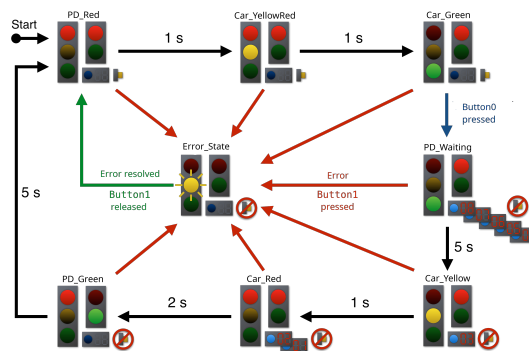 PD_Red
Car_YellowRed
Car_Green
Start
1 s
1 s
Button0
pressed
Error_State
PD_Waiting
Error resolved
Button1
released
Error
Button1
pressed
5 s
5 s
PD_Green
Car_Red
Car_Yellow
2 s
1 s